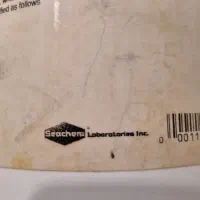 ed as follows
Seachem Laboratories Inc.
0 0011